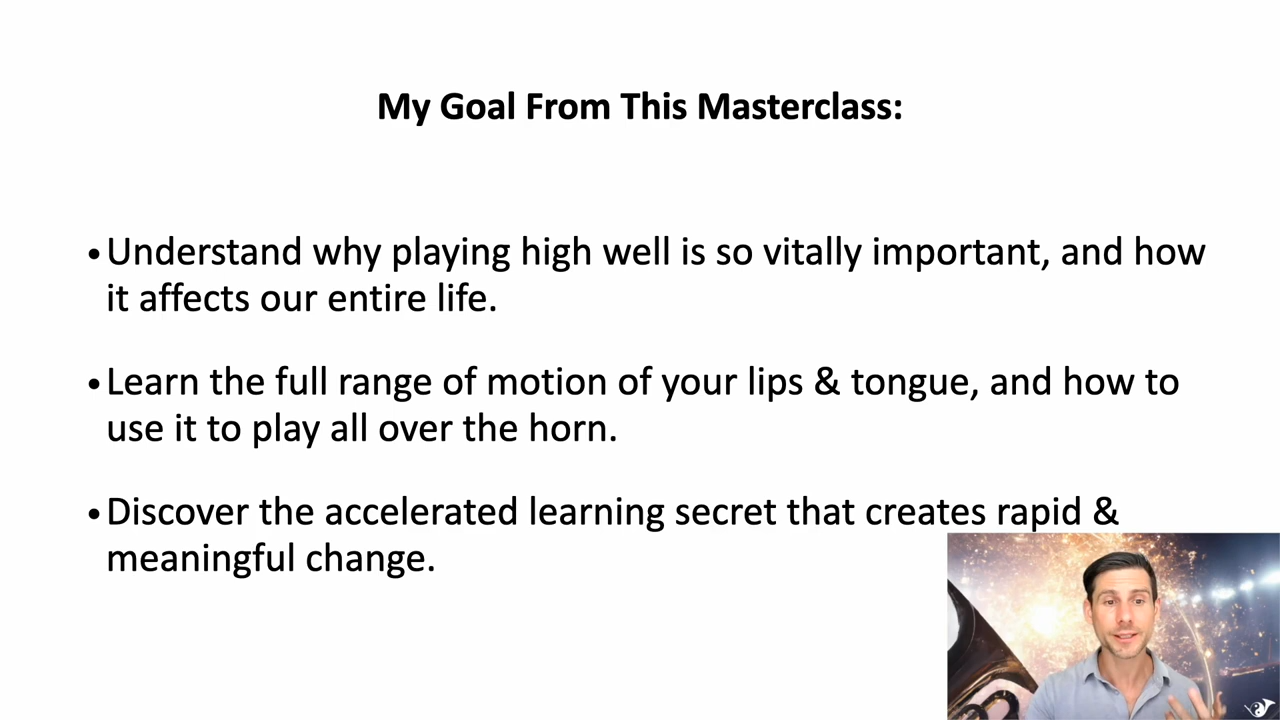 My Goal From This Masterclass:
•Understand why playing high well is so vitally important, and how
it affects our entire life.
•Learn the full range of motion of your lips & tongue, and how to
use it to play all over the horn.
•Discover the accelerated learning secret that creates rapid &
meaningful change.